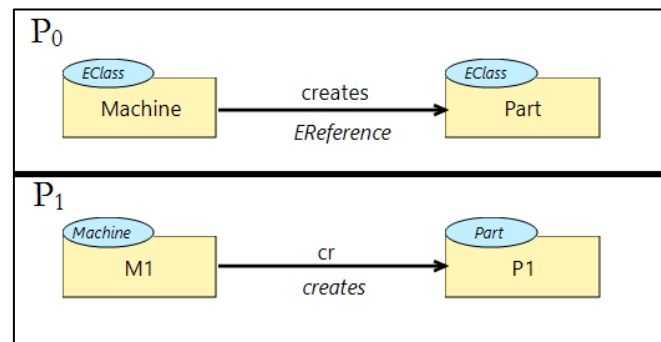 P0
EClass
EClass
Machine
creates
Part
EReference
P1
Machine
Part
M1
cr
P1
creates